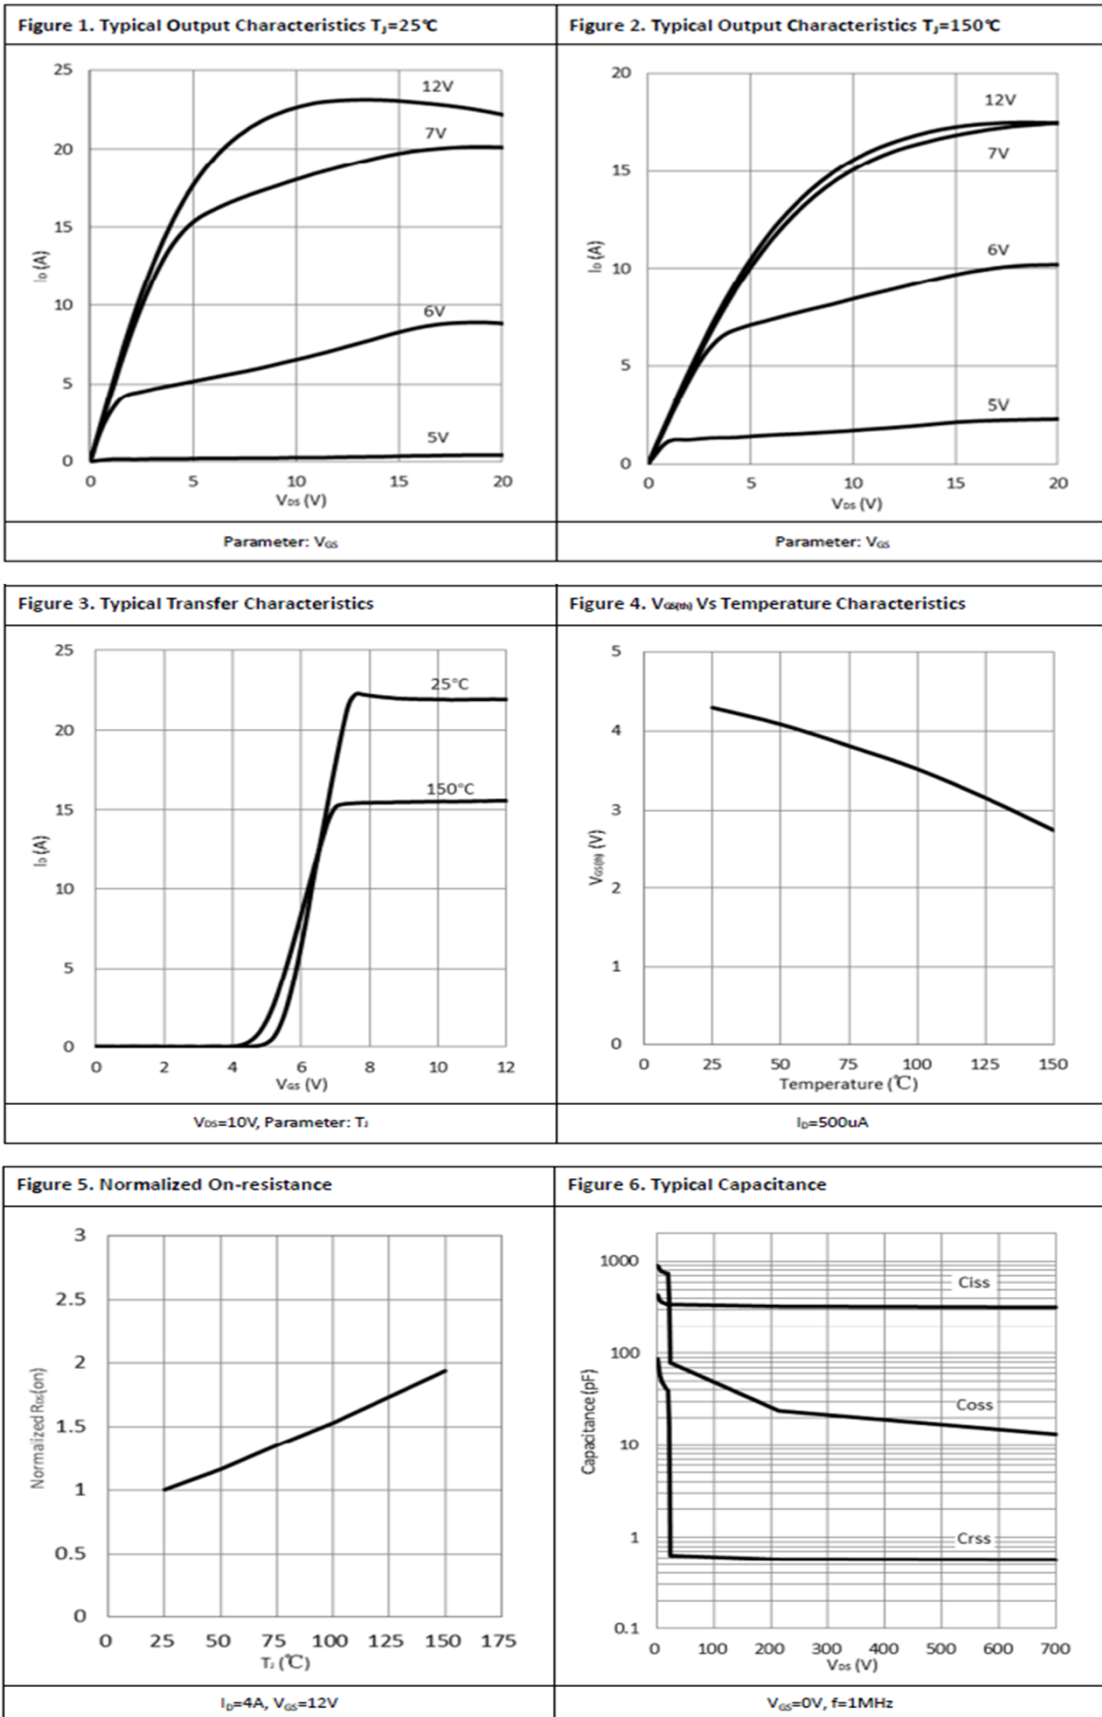 Figure 1. Typical Output Characteristics TJ=25℃
25
20
15
10
5
0
ID (A)
12V
7V
6V
5V
0 5 10 15 20
VDS (V)
Parameter: VGS
Figure 2. Typical Output Characteristics TJ=150℃
20
15
10
5
0
ID (A)
12V
7V
6V
5V
0 5 10 15 20
VDS (V)
Parameter: VGS
Figure 3. Typical Transfer Characteristics
25
20
15
10
5
0
ID (A)
25°C
150°C
0 2 4 6 8 10 12
VGS (V)
VDS=10V, Parameter: TJ
Figure 4. VGS(th) Vs Temperature Characteristics
5
4
3
2
1
0
VGS(th) (V)
0 25 50 75 100 125 150
Temperature (℃)
ID=500uA
Figure 5. Normalized On-resistance
3
2.5
2
1.5
1
0.5
0
Normalized RDS(on)
0 25 50 75 100 125 150 175
TJ (℃)
ID=4A, VGS=12V
Figure 6. Typical Capacitance
1000
100
10
1
0.1
Capacitance (pF)
Ciss
Coss
Crss
0 100 200 300 400 500 600 700
VDS (V)
VGS=0V, f=1MHz